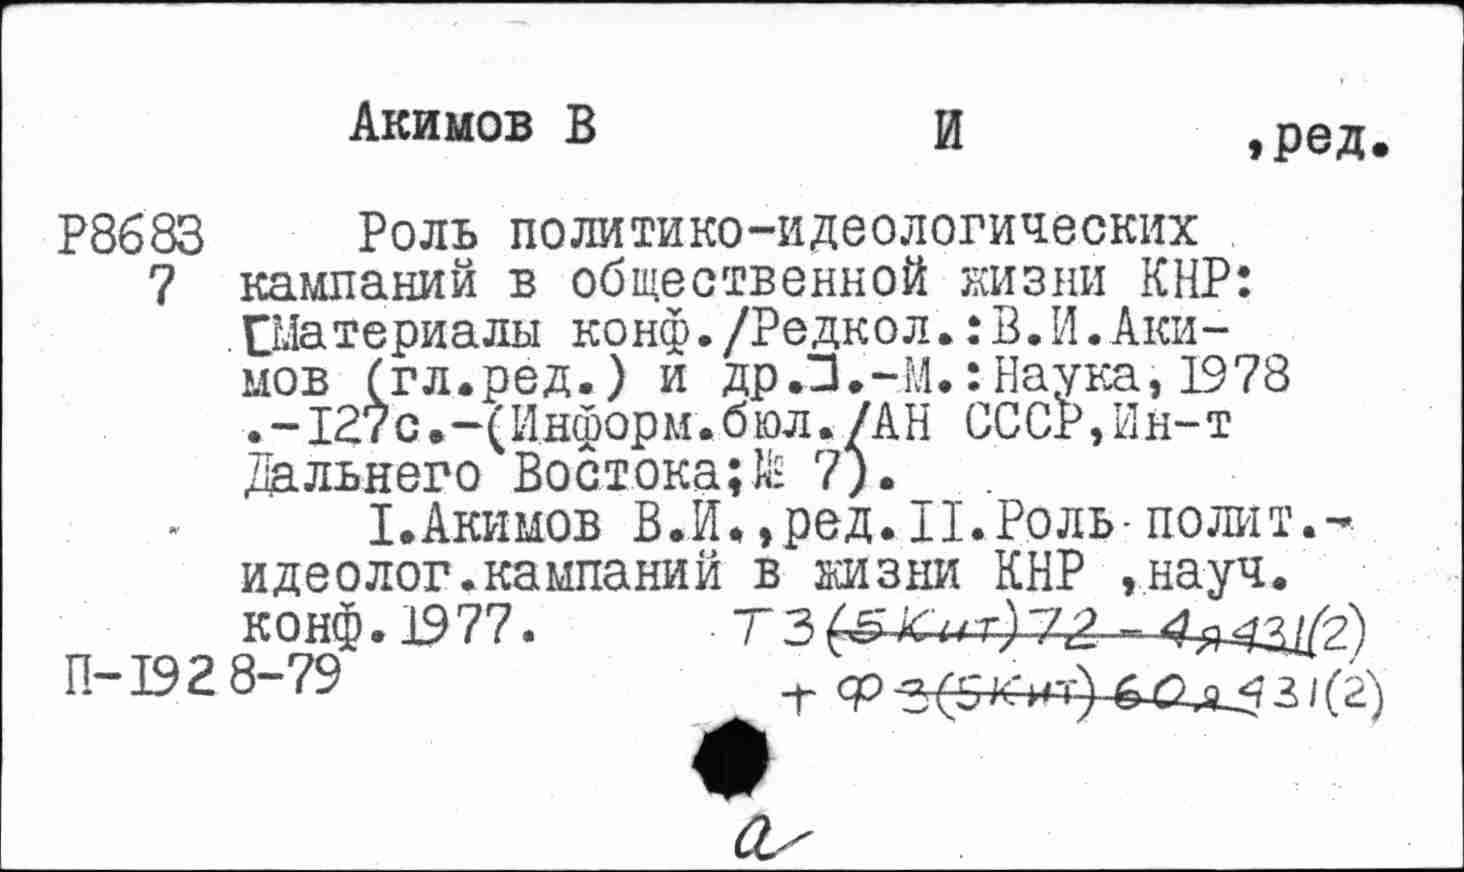 Акимов В И ,ред.
Р8683 Роль политико-идеологических
7 кампаний в общественной жизни КНР:
[Материалы конф./Редкол.:В.И.Аки-
мов (гл.ред.) и др.].-М.:Наука,1978
.-127с.-(Информ.бюл./АН СССР,Ин-т
Дальнего Востока;№ 7).
I.Акимов В.И.,ред.II.Роль полит.-
идеолог.кампаний в жизни КНР ,науч.
конф.1977. Т3(5Кит)72-4я431(2)
П-1928-79
+ Ф3(5Кит)60я431(2)
а